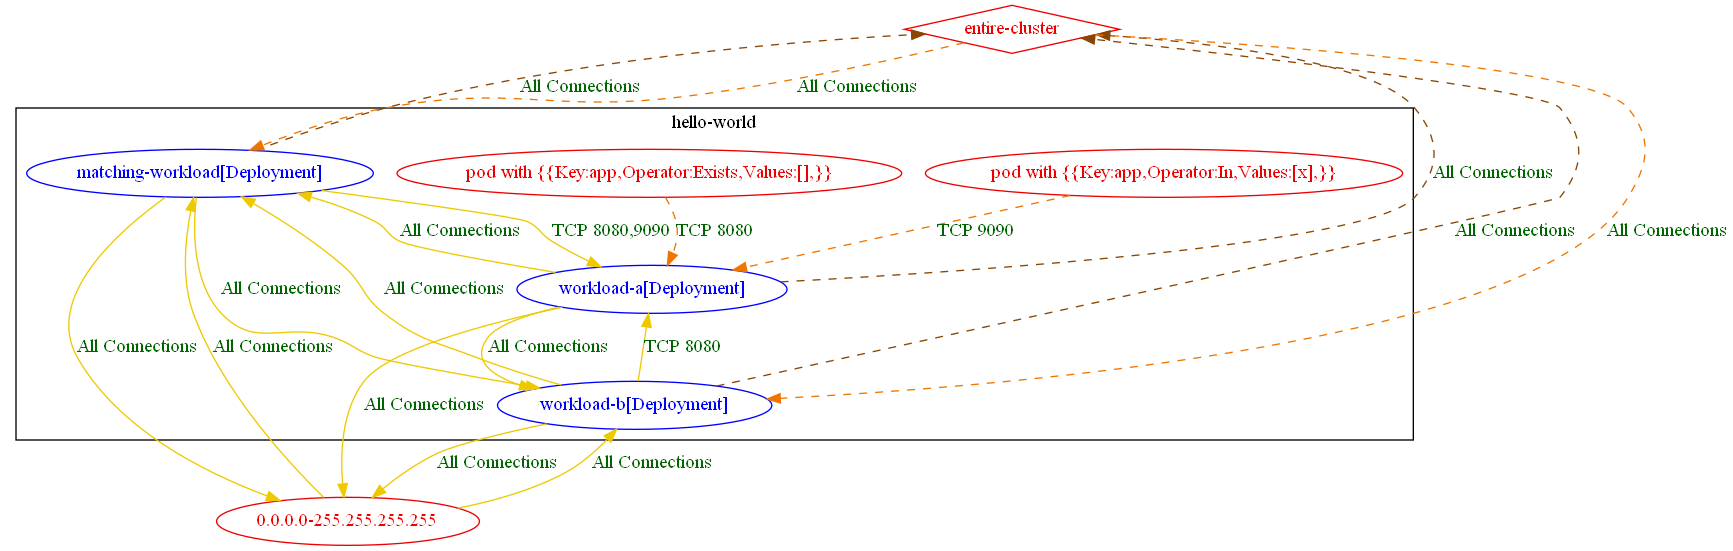 entire-cluster
All Connections
All Connections
hello-world
matching-workload[Deployment]
pod with {{Key:app,Operator:Exists,Values:[],}}
pod with {{Key:app,Operator:In,Values:[x],}}
All Connections
All Connections
TCP 8080,9090
TCP 8080
TCP 9090
All Connections
All Connections
All Connections
All Connections
workload-a[Deployment]
All Connections
All Connections
All Connections
TCP 8080
All Connections
workload-b[Deployment]
All Connections
All Connections
0.0.0.0-255.255.255.255